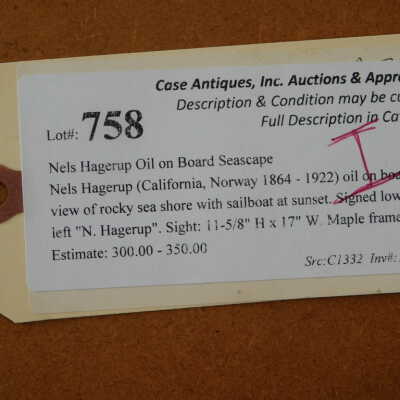 Case Antiques, Inc. Auctions & Appr
Description & Condition may be cu
Full Description in Ca
Lot#: 758
Nels Hagerup Oil on Board Seascape
Nels Hagerup (California, Norway 1864 - 1922) oil on boa
view of rocky sea shore with sailboat at sunset. Signed low
left "N. Hagerup". Sight: 11-5/8" H x 17" W. Maple frame
Estimate: 300.00 - 350.00
Src:C1332 Inv#: